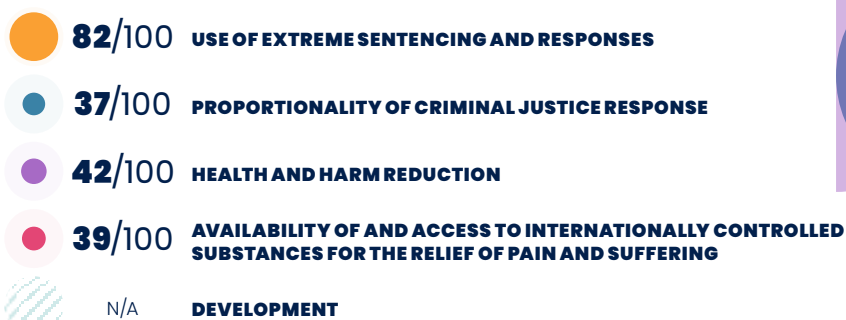 82/100 USE OF EXTREME SENTENCING AND RESPONSES
37/100 PROPORTIONALITY OF CRIMINAL JUSTICE RESPONSE
42/100 HEALTH AND HARM REDUCTION
39/100 AVAILABILITY OF AND ACCESS TO INTERNATIONALLY CONTROLLED
SUBSTANCES FOR THE RELIEF OF PAIN AND SUFFERING
N/A DEVELOPMENT